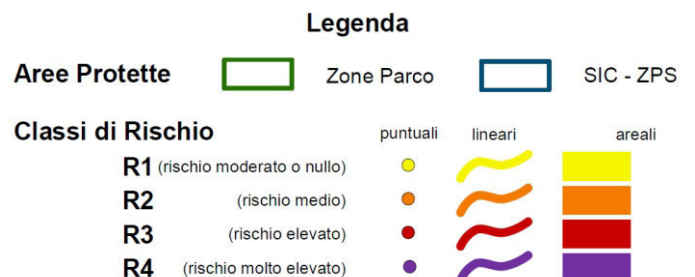 Legenda
Aree Protette Zone Parco SIC - ZPS
Classi di Rischio puntuali lineari areali
R1 (rischio moderato o nullo)
R2 (rischio medio)
R3 (rischio elevato)
R4 (rischio molto elevato)